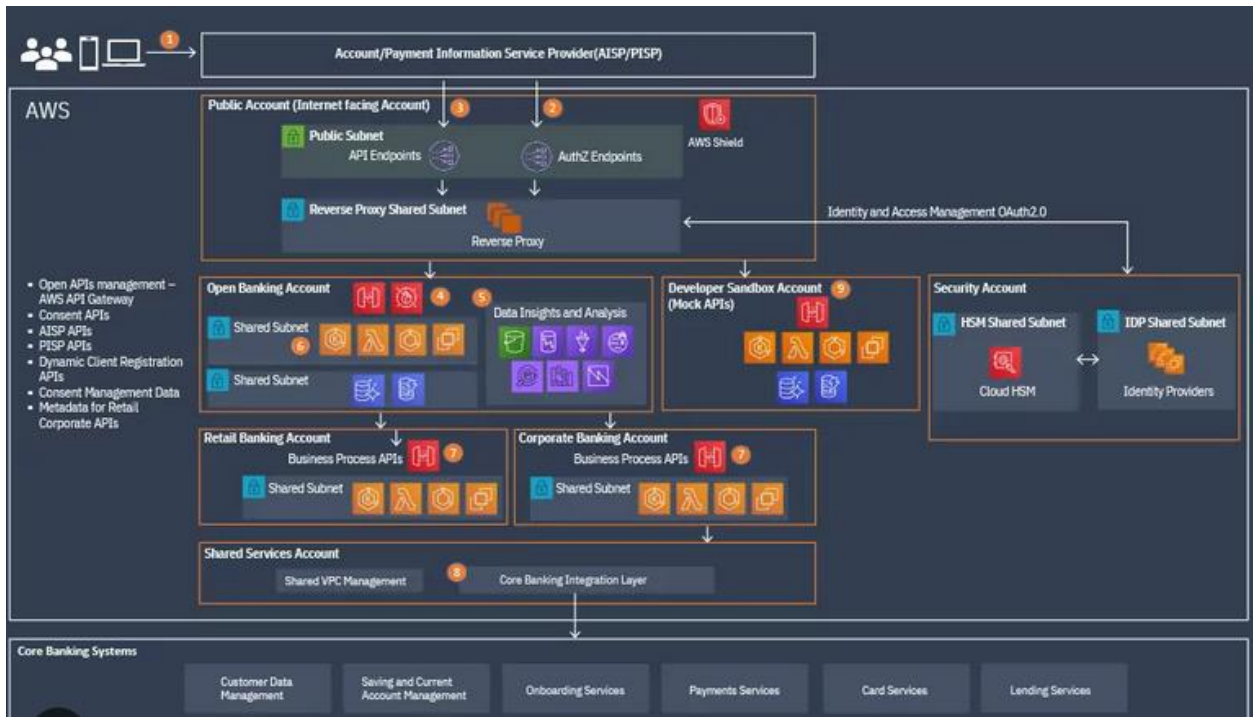 1
Account/Payment Information Service Provider(AISP/PISP)
AWS
Public Account (Internet facing Account)
3
2
Public Subnet
API Endpoints
AuthZ Endpoints
AWS Shield
Reverse Proxy Shared Subnet
Reverse Proxy
Identity and Access Management OAuth2.0
▪ Open APIs management –
AWS API Gateway
▪ Consent APIs
▪ AISP APIs
▪ PISP APIs
▪ Dynamic Client Registration
APIs
▪ Consent Management Data
▪ Metadata for Retail
Corporate APIs
Open Banking Account
4
5
Data Insights and Analysis
Shared Subnet
6
Shared Subnet
Developer Sandbox Account
(Mock APIs)
9
Security Account
HSM Shared Subnet
Cloud HSM
IDP Shared Subnet
Identity Providers
Retail Banking Account
Business Process APIs
7
Shared Subnet
Corporate Banking Account
Business Process APIs
7
Shared Subnet
Shared Services Account
Shared VPC Management
8
Core Banking Integration Layer
Core Banking Systems
Customer Data
Management
Saving and Current
Account Management
Onboarding Services
Payments Services
Card Services
Lending Services